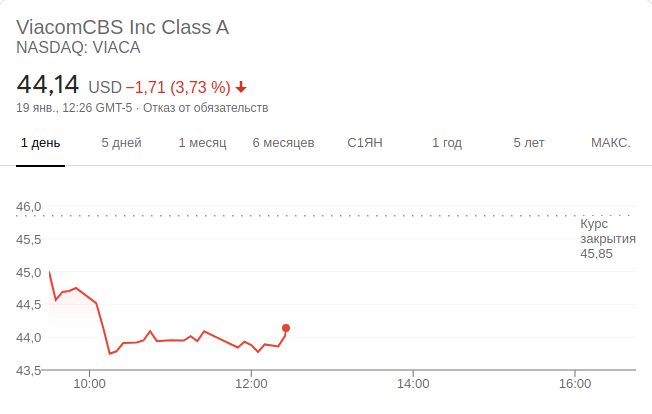 ViacomCBS Inc Class A
NASDAQ: VIACA
44,14 USD −1,71 (3,73 %)
19 янв., 12:26 GMT-5 · Отказ от обязательств
1 день 5 дней 1 месяц 6 месяцев С1ЯН 1 год 5 лет МАКС.
46,0
Курс
закрытия
45,85
45,5
45,0
44,5
44,0
43,5
10:00 12:00 14:00 16:00